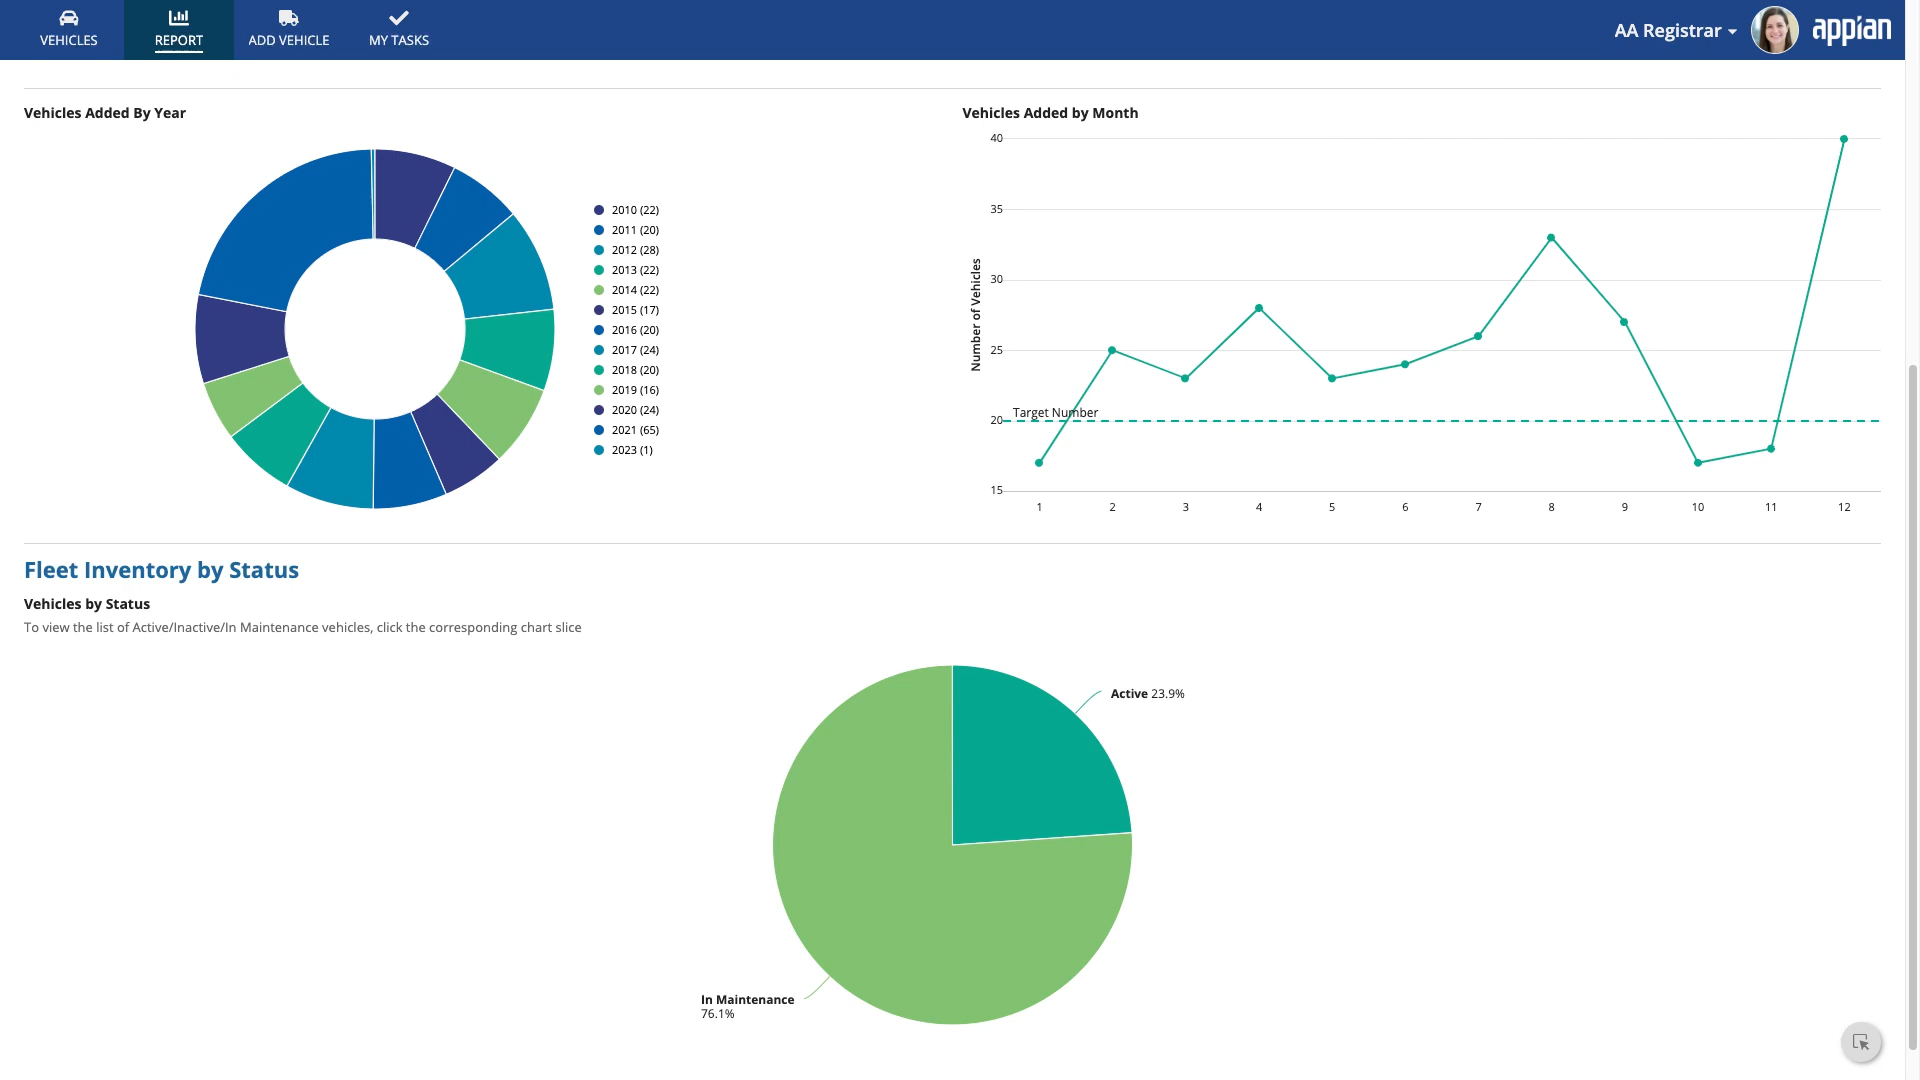 VEHICLES
REPORT
ADD VEHICLE
MY TASKS
AA Registrar
appian
Vehicles Added By Year
2010 (22)
2011 (20)
2012 (28)
2013 (22)
2014 (22)
2015 (17)
2016 (20)
2017 (24)
2018 (20)
2019 (16)
2020 (24)
2021 (65)
2023 (1)
Vehicles Added by Month
Number of Vehicles
40
35
30
25
20
15
Target Number
1 2 3 4 5 6 7 8 9 10 11 12
Fleet Inventory by Status
Vehicles by Status
To view the list of Active/Inactive/In Maintenance vehicles, click the corresponding chart slice
Active 23.9%
In Maintenance
76.1%